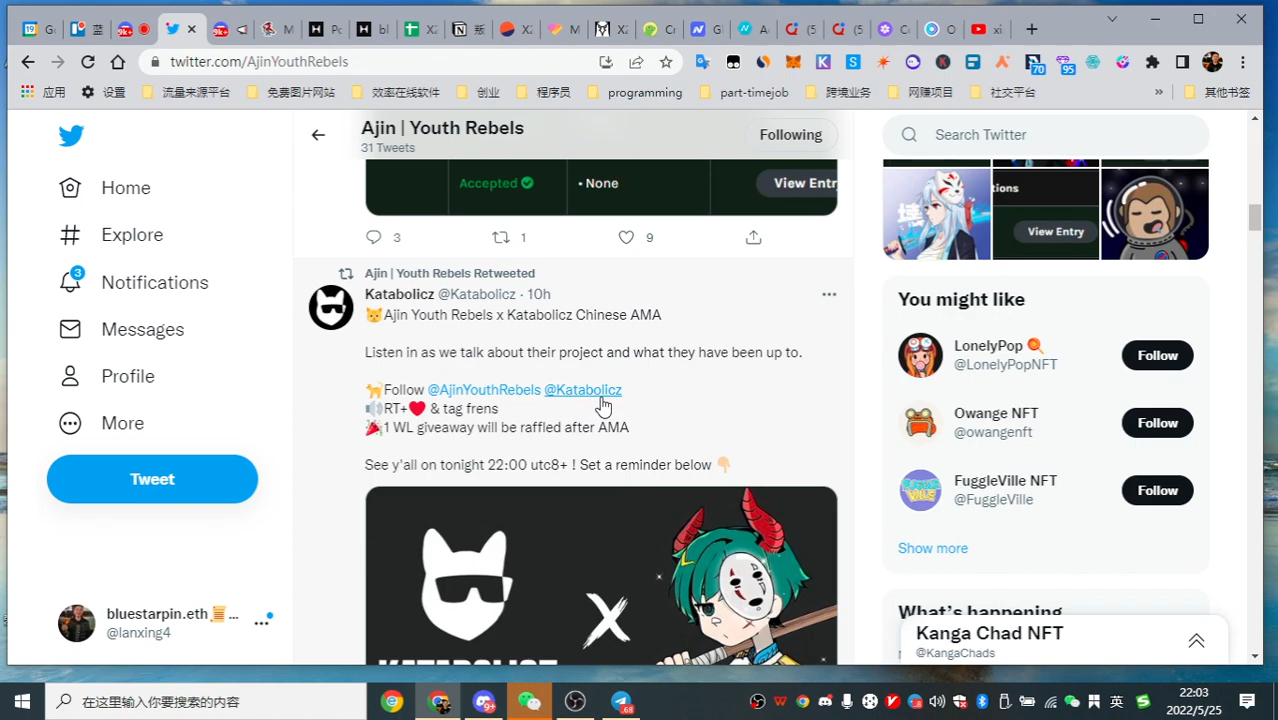 twitter.com/AjinYouthRebels
70
95
应用
设置
流量来源平台
免费图片网站
效率在线软件
创业
程序员
programming
part-timejob
跨境业务
网赚项目
社交平台
»
其他书签
Home
Explore
3
Notifications
Messages
Profile
More
Tweet
bluestarpin.eth📜 ...
@lanxing4
Ajin | Youth Rebels
31 Tweets
Following
Accepted
• None
View Entr
3
1
9
Ajin | Youth Rebels Retweeted
Katabolicz @Katabolicz · 10h
🐱Ajin Youth Rebels x Katabolicz Chinese AMA
Listen in as we talk about their project and what they have been up to.
🐈Follow @AjinYouthRebels @Katabolicz
🔊RT+❤️ & tag frens
🎉1 WL giveaway will be raffled after AMA
See y'all on tonight 22:00 utc8+ ! Set a reminder below 👇🏻
X
KATABOLICZ
Search Twitter
tions
View Entry
You might like
LonelyPop
@LonelyPopNFT
Follow
Owange NFT
@owangenft
Follow
FuggleVille NFT
@FuggleVille
Follow
Show more
What's happening
Kanga Chad NFT
@KangaChads
在这里输入你要搜索的内容
68
英
22:03
2022/5/25